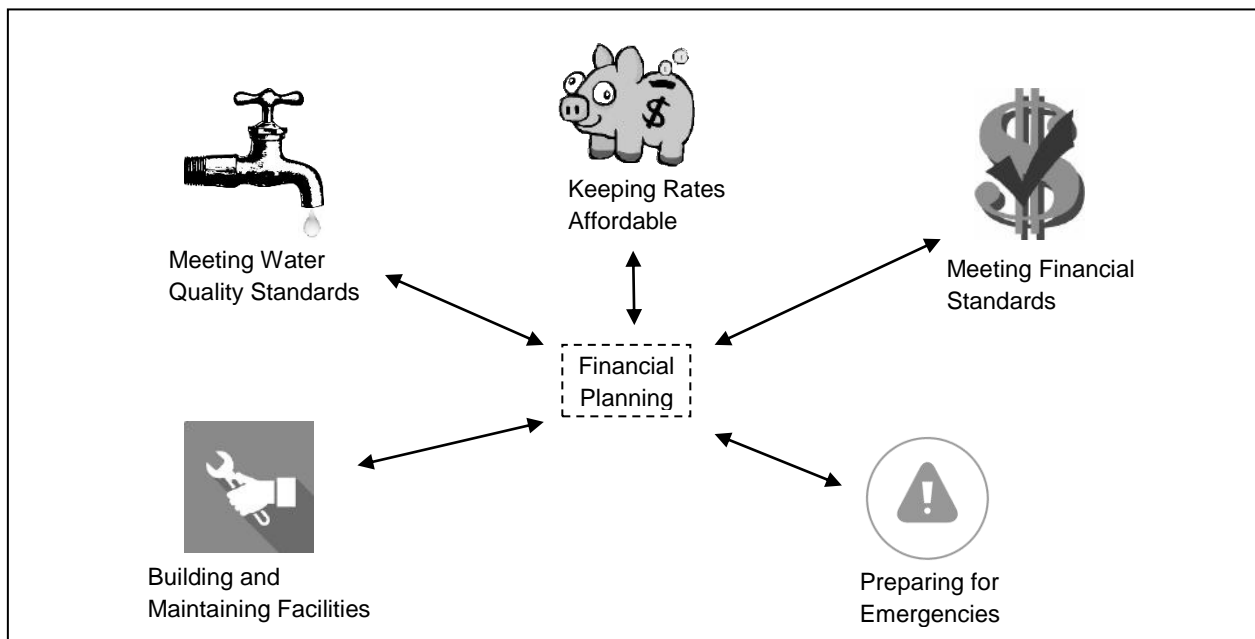 Keeping Rates
Affordable
Meeting Water
Quality Standards
Meeting Financial
Standards
Financial
Planning
Building and
Maintaining Facilities
Preparing for
Emergencies